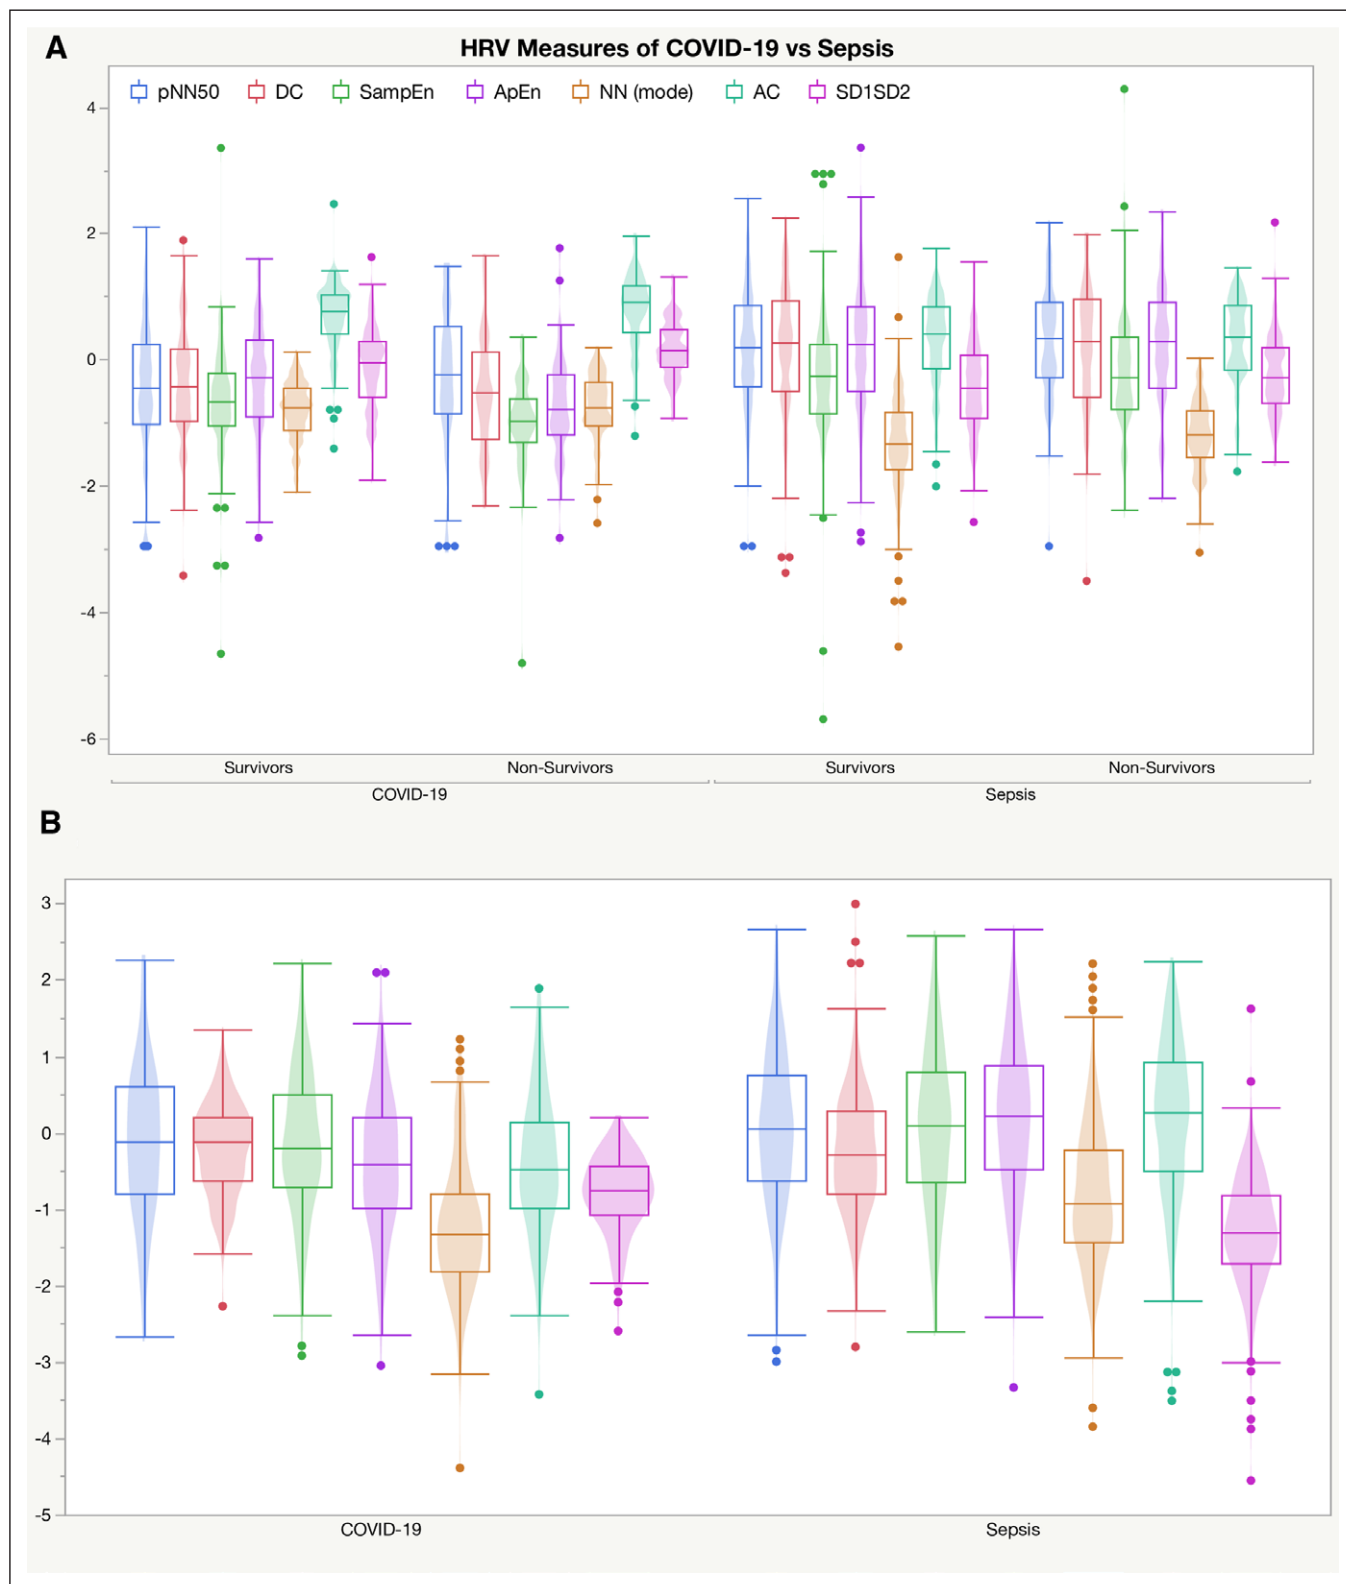 A
HRV Measures of COVID-19 vs Sepsis
pNN50 DC SampEn ApEn NN (mode) AC SD1SD2
4
2
0
-2
-4
-6
Survivors Non-Survivors Survivors Non-Survivors
COVID-19 Sepsis
B
3
2
1
0
-1
-2
-3
-4
-5
COVID-19 Sepsis